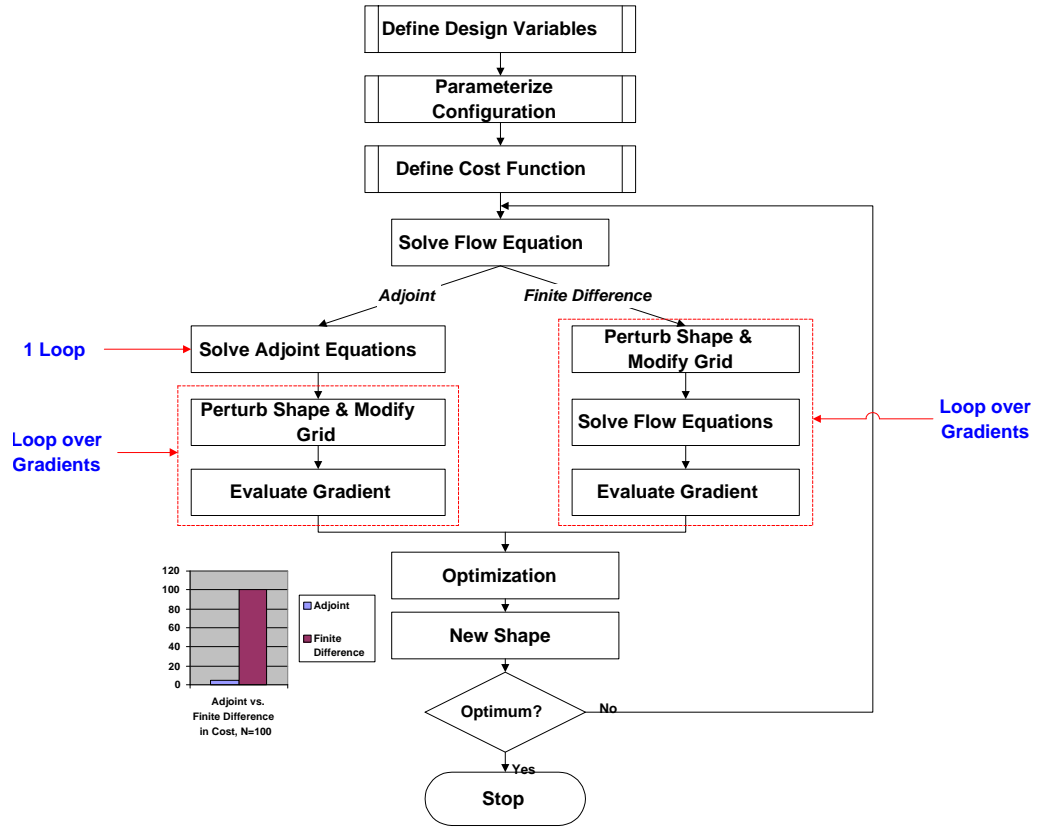 Define Design Variables
Parameterize
Configuration
Define Cost Function
Solve Flow Equation
Adjoint
Finite Difference
1 Loop
Solve Adjoint Equations
Perturb Shape &
Modify Grid
Loop over
Gradients
Perturb Shape & Modify
Grid
Evaluate Gradient
Solve Flow Equations
Evaluate Gradient
Loop over
Gradients
Optimization
New Shape
Optimum?
No
Yes
Stop
120
100
80
60
40
20
0
Adjoint
Finite
Difference
Adjoint vs.
Finite Difference
in Cost, N=100